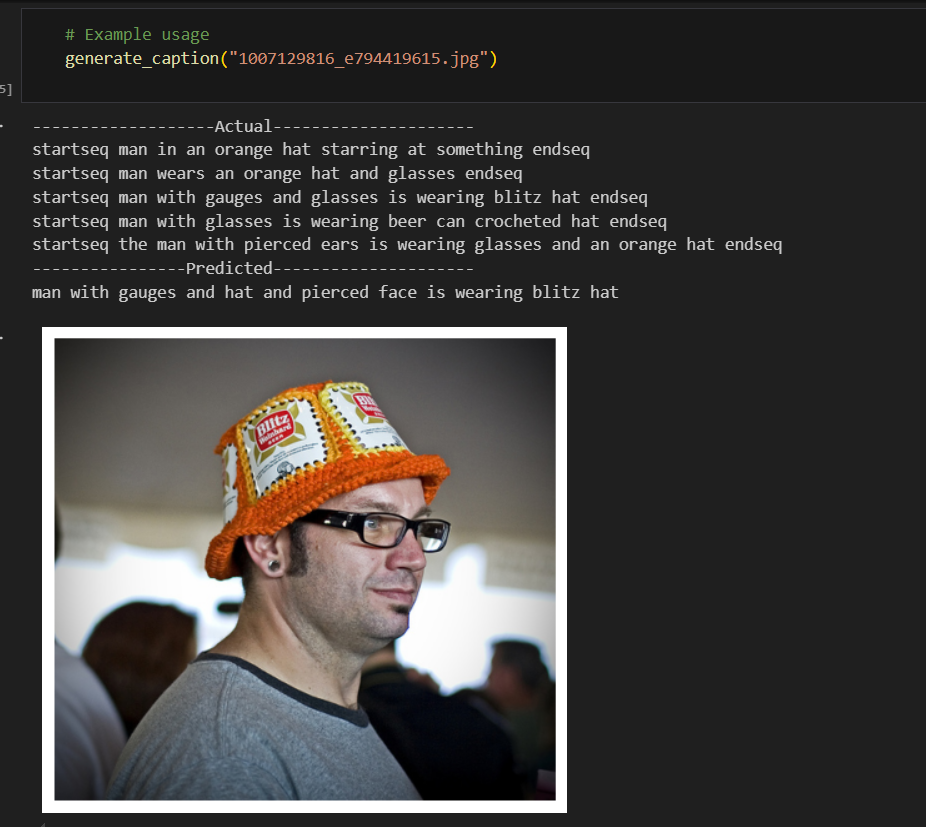 # Example usage
generate_caption("1007129816_e794419615.jpg")
5]
-------------------Actual---------------------
startseq man in an orange hat starring at something endseq
startseq man wears an orange hat and glasses endseq
startseq man with gauges and glasses is wearing blitz hat endseq
startseq man with glasses is wearing beer can crocheted hat endseq
startseq the man with pierced ears is wearing glasses and an orange hat endseq
----------------Predicted---------------------
man with gauges and hat and pierced face is wearing blitz hat
Blitz
Weinhard
BEER